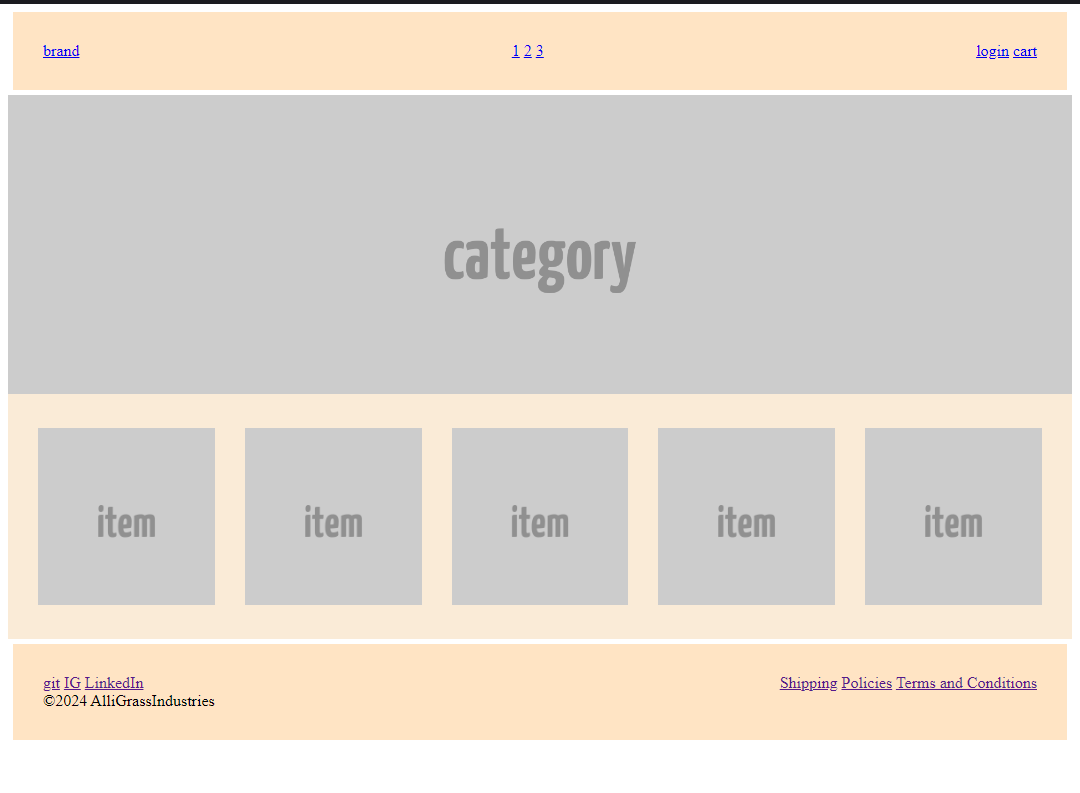 brand 1 2 3 login cart
category
item item item item item
git IG LinkedIn Shipping Policies Terms and Conditions
©2024 AlliGrassIndustries